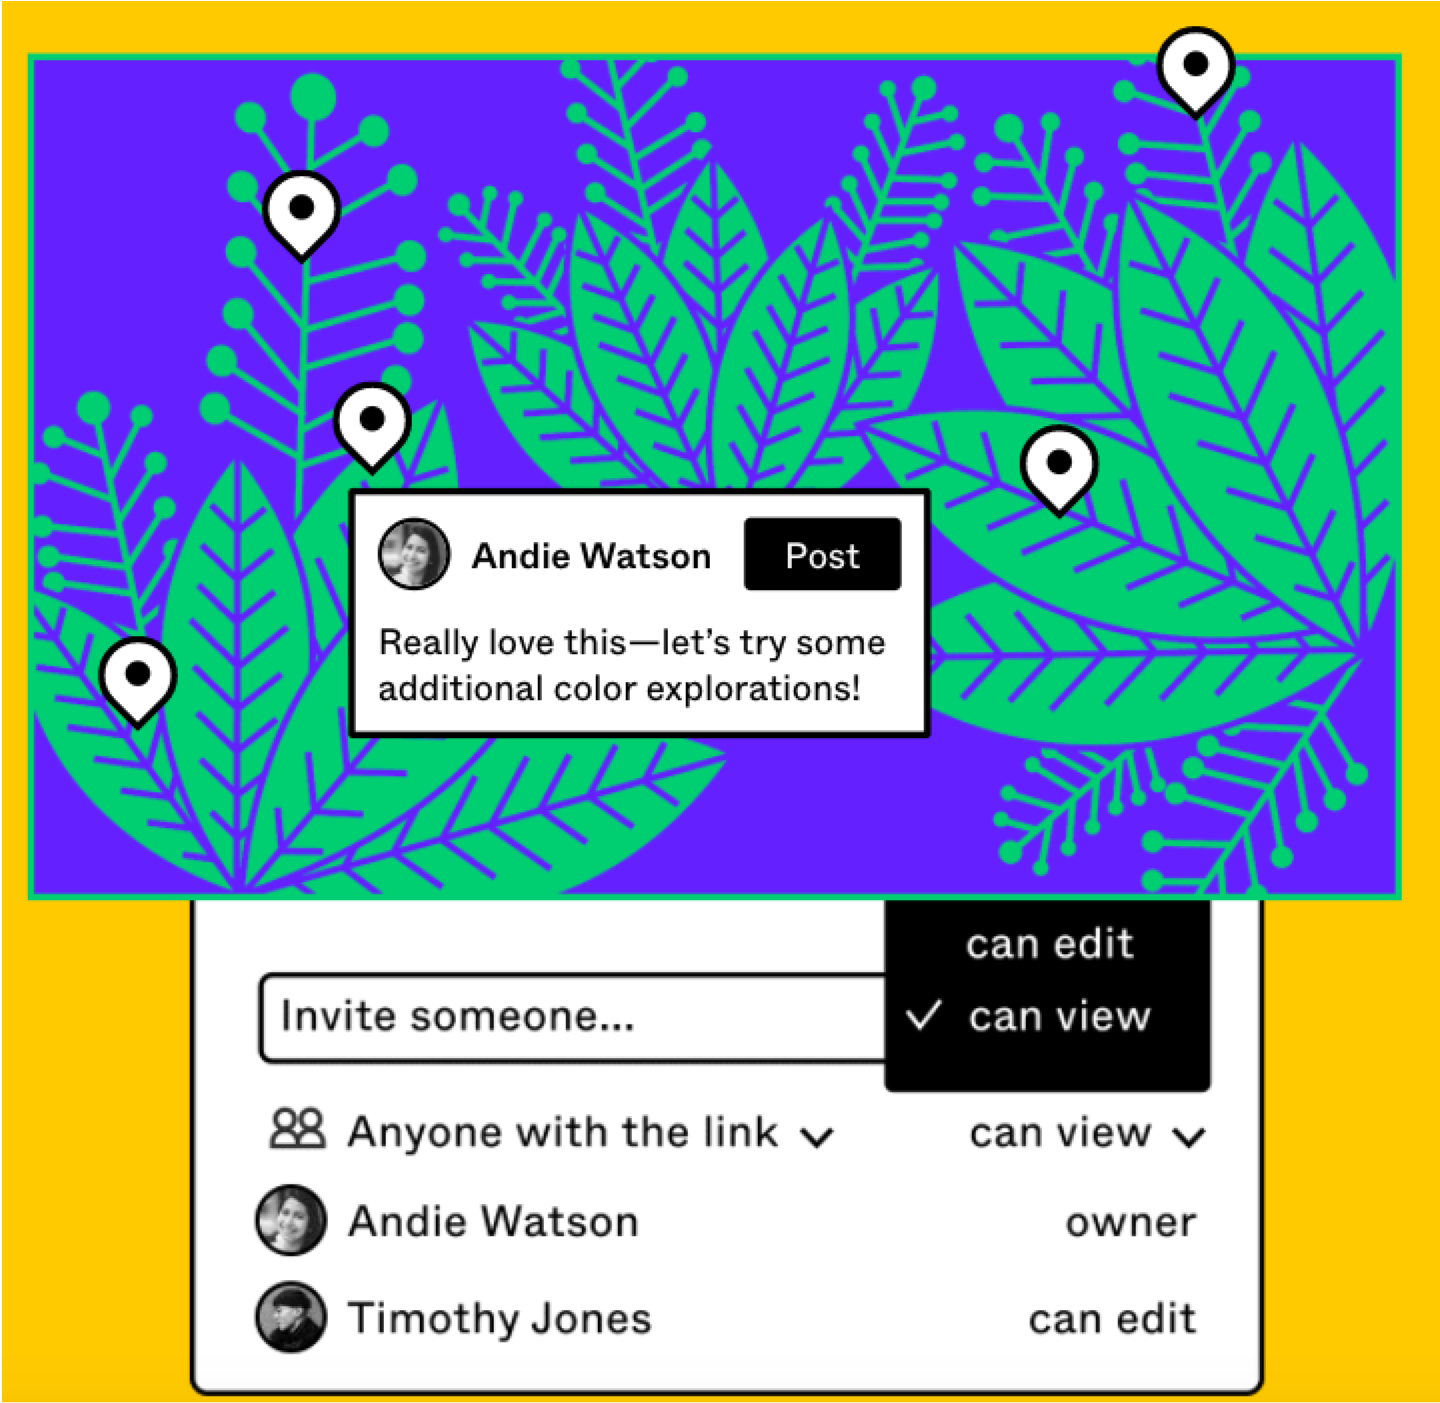 Andie Watson
Post
Really love this—let’s try some
additional color explorations!
can edit
Invite someone...
can view
Anyone with the link
can view
Andie Watson
owner
Timothy Jones
can edit